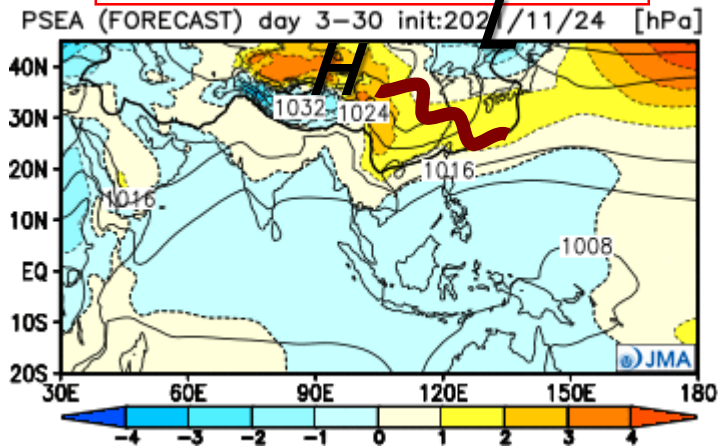 PSEA (FORECAST) day 3-30 init:202 /11/24 [hPa]
L
H
40N
30N
20N
10N
EQ
10S
20S
1032
1024
1016
1016
1008
JMA
30E 60E 90E 120E 150E 180
-4 -3 -2 -1 0 1 2 3 4